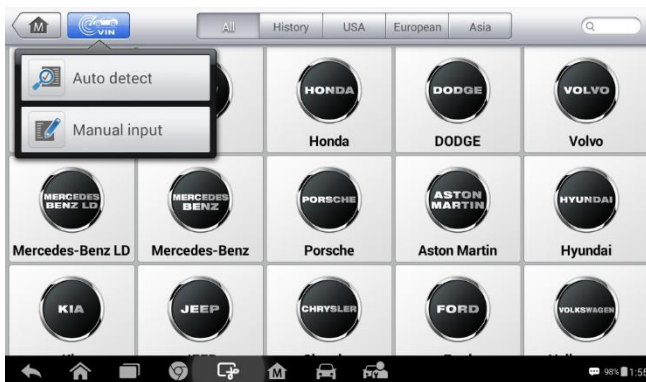 M
VIN
All
History
USA
European
Asia
Auto detect
Manual input
HONDA
DODGE
VOLVO
Honda
DODGE
Volvo
MERCEDES
BENZ LD
MERCEDES
BENZ
PORSCHE
ASTON
MARTIN
HYUNDAI
Mercedes-Benz LD
Mercedes-Benz
Porsche
Aston Martin
Hyundai
KIA
JEEP
CHRYSLER
FORD
VOLKSWAGEN
M
98%
1:55